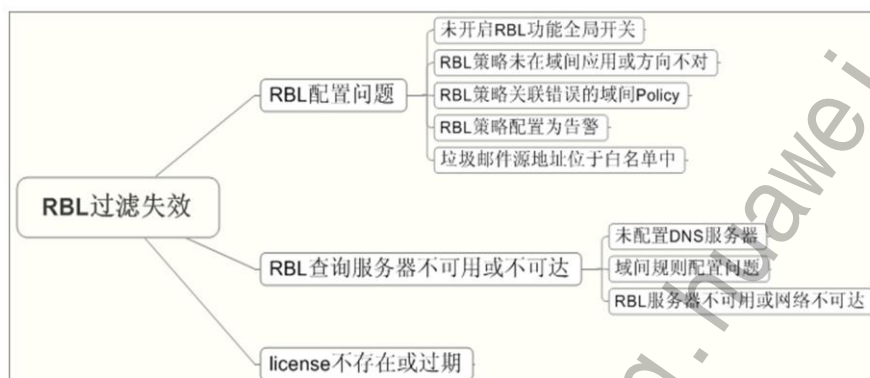 RBL过滤失效
RBL配置问题
未开启RBL功能全局开关
RBL策略未在域间应用或方向不对
RBL策略关联错误的域间Policy
RBL策略配置为告警
垃圾邮件源地址位于白名单中
RBL查询服务器不可用或不可达
未配置DNS服务器
域间规则配置问题
RBL服务器不可用或网络不可达
license不存在或过期
g.huawei